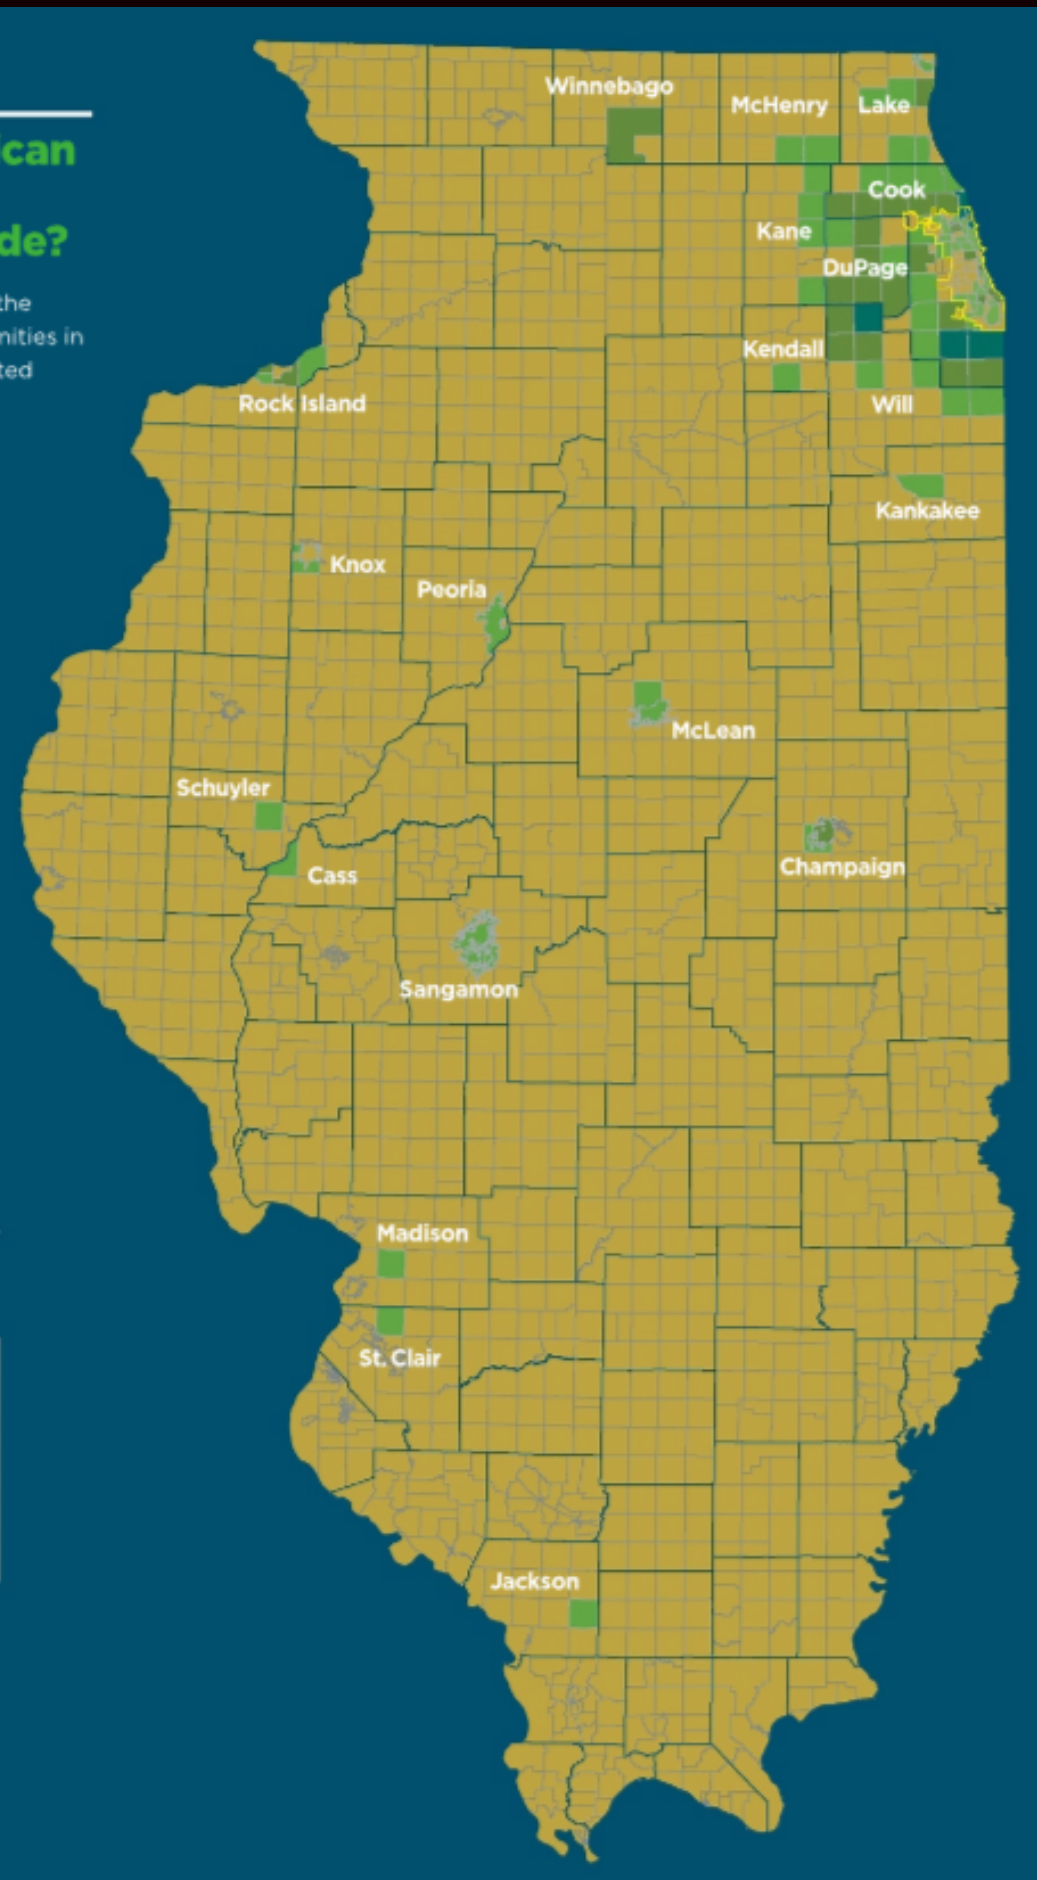 can
de?
the
nities in
ted
Winnebago
McHenry
Lake
Cook
Kane
DuPage
Kendall
Rock Island
Will
Kankakee
Knox
Peoria
McLean
Schuyler
Champaign
Cass
Sangamon
Madison
St. Clair
Jackson